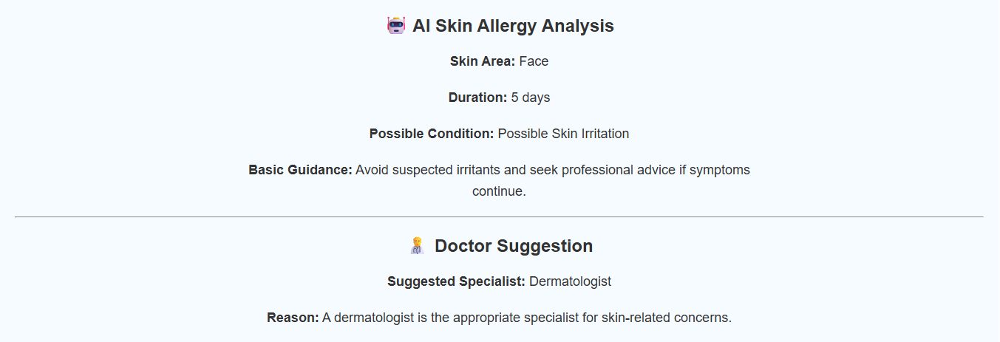 AI Skin Allergy Analysis
Skin Area: Face
Duration: 5 days
Possible Condition: Possible Skin Irritation
Basic Guidance: Avoid suspected irritants and seek professional advice if symptoms
continue.
Doctor Suggestion
Suggested Specialist: Dermatologist
Reason: A dermatologist is the appropriate specialist for skin-related concerns.